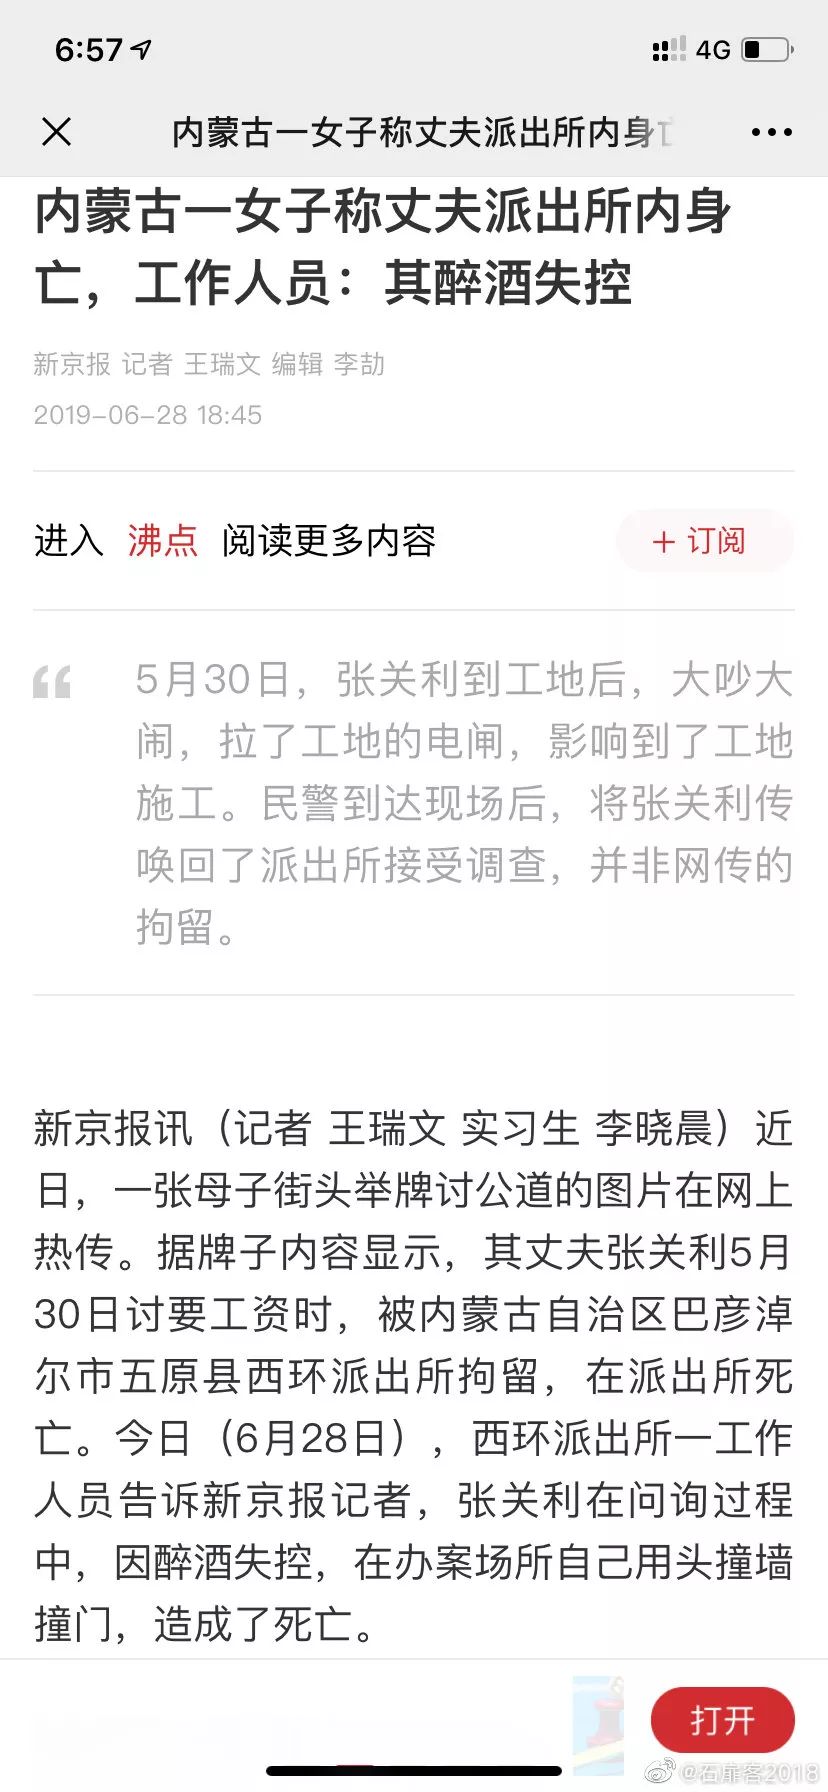 6:57
4G
内蒙古一女子称丈夫派出所内身亡
内蒙古一女子称丈夫派出所内身
亡，工作人员：其醉酒失控
新京报 记者 王瑞文 编辑 李劼
2019-06-28 18:45
进入 沸点 阅读更多内容
+ 订阅
5月30日，张关利到工地后，大吵大
闹，拉了工地的电闸，影响到了工地
施工。民警到达现场后，将张关利传
唤回了派出所接受调查，并非网传的
拘留。
新京报讯（记者 王瑞文 实习生 李晓晨）近
日，一张母子街头举牌讨公道的图片在网上
热传。据牌子内容显示，其丈夫张关利5月
30日讨要工资时，被内蒙古自治区巴彦淖
尔市五原县西环派出所拘留，在派出所死
亡。今日（6月28日），西环派出所一工作
人员告诉新京报记者，张关利在问询过程
中，因醉酒失控，在办案场所自己用头撞墙
撞门，造成了死亡。
打开
@石扉客2018